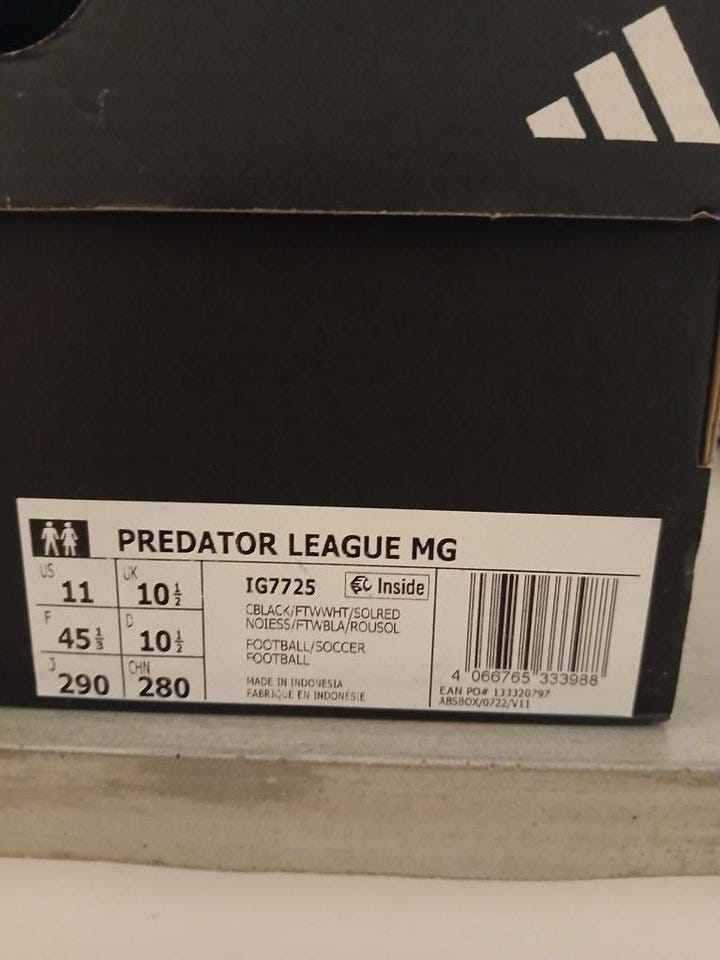 PREDATOR LEAGUE MG
US 11 UK 10½
F 45⅓ D 10½
J 290 CHN 280
IG7725 Inside
CBLACK/FTWWHT/SOLRED
NOIESS/FTWBLA/ROUSOL
FOOTBALL/SOCCER
FOOTBALL
MADE IN INDONESIA
FABRIQUE EN INDONÉSIE
4 066765 333988
EAN PO# 133320797
ABSBOX/0722/V11